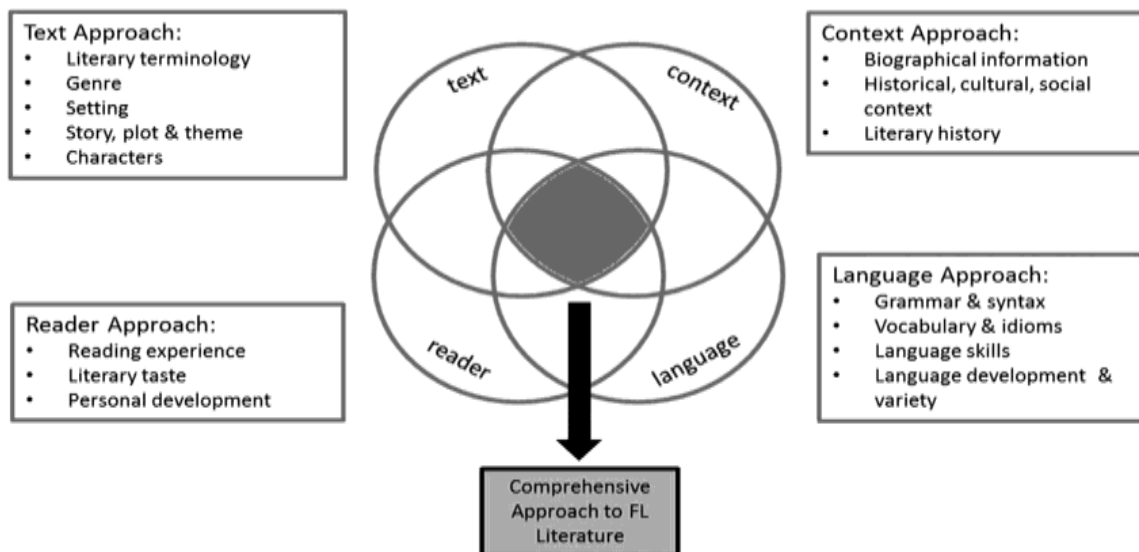 Text Approach:
• Literary terminology
• Genre
• Setting
• Story, plot & theme
• Characters
text
context
Context Approach:
• Biographical information
• Historical, cultural, social
context
• Literary history
Reader Approach:
• Reading experience
• Literary taste
• Personal development
reader
language
Language Approach:
• Grammar & syntax
• Vocabulary & idioms
• Language skills
• Language development &
variety
Comprehensive
Approach to FL
Literature